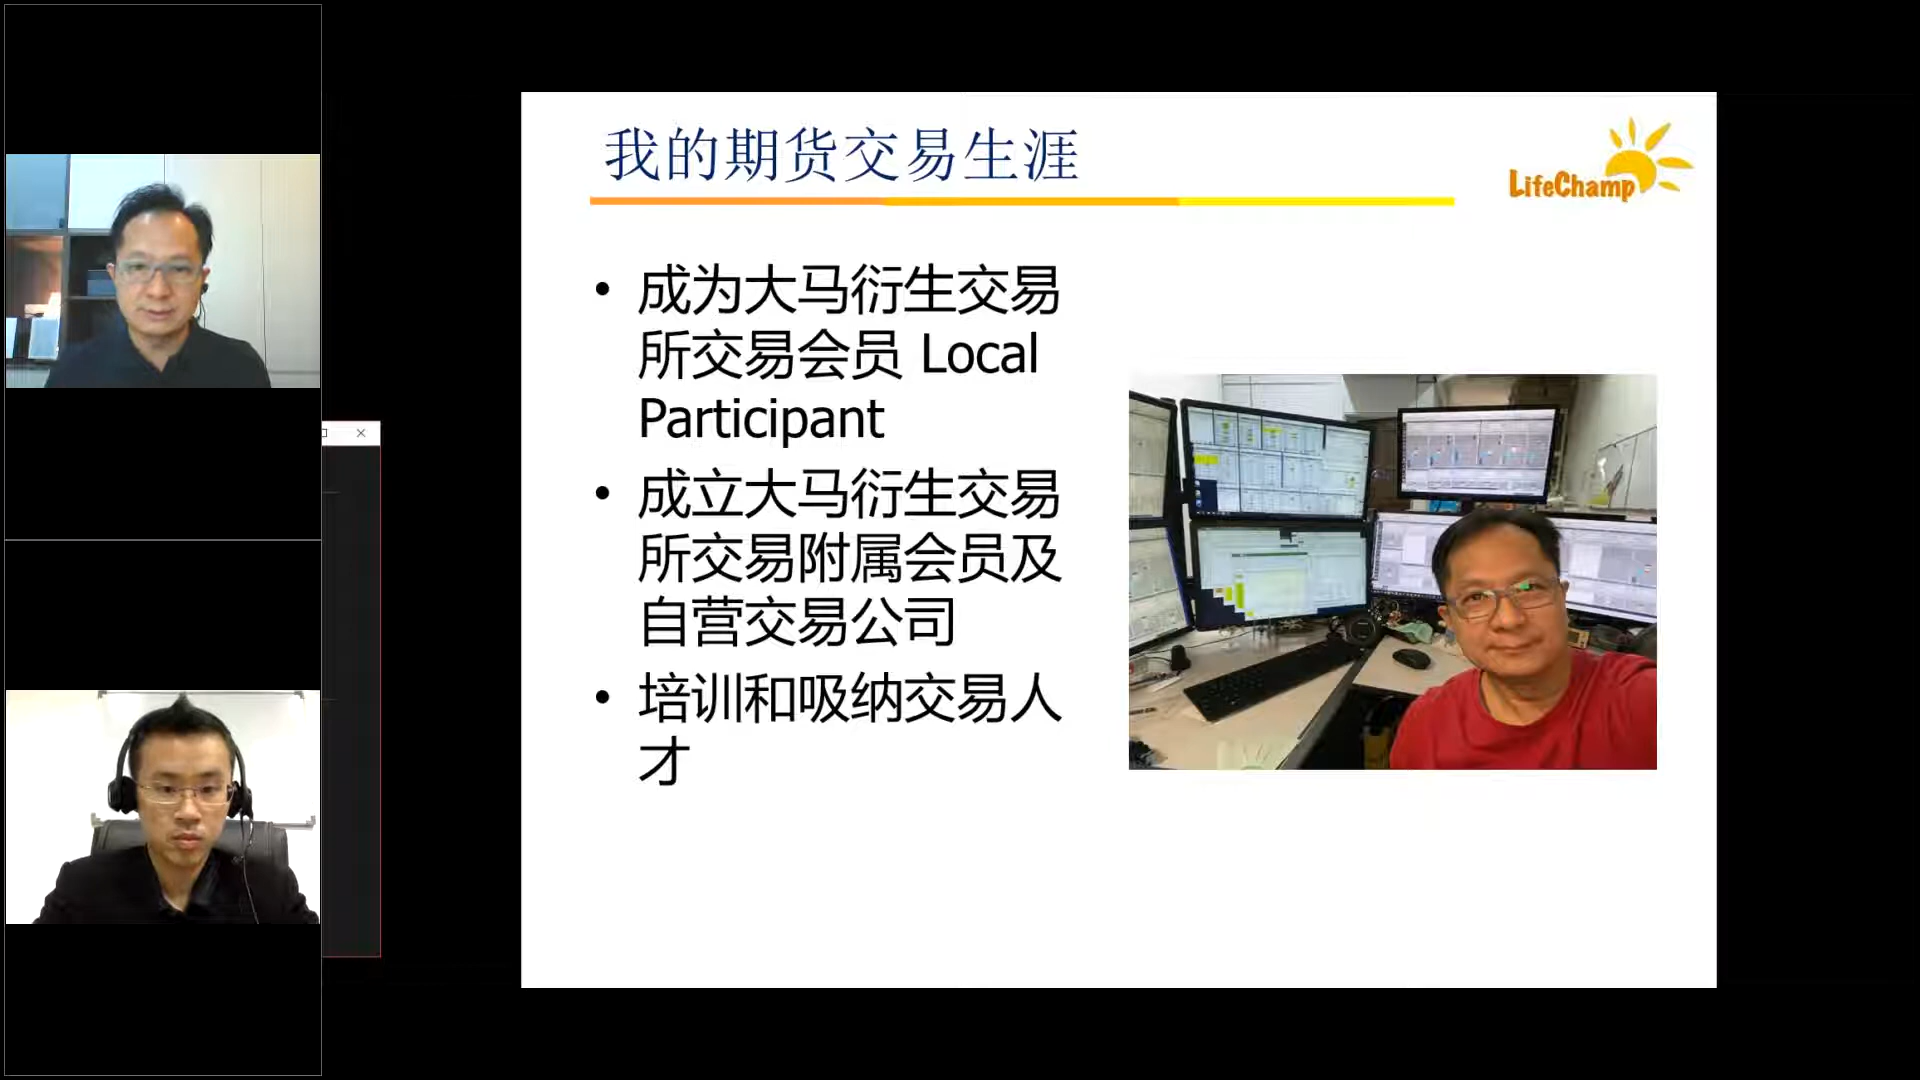 我的期货交易生涯
LifeChamp
• 成为大马衍生交易
所交易会员 Local
Participant
• 成立大马衍生交易
所交易附属会员及
自营交易公司
• 培训和吸纳交易人
才